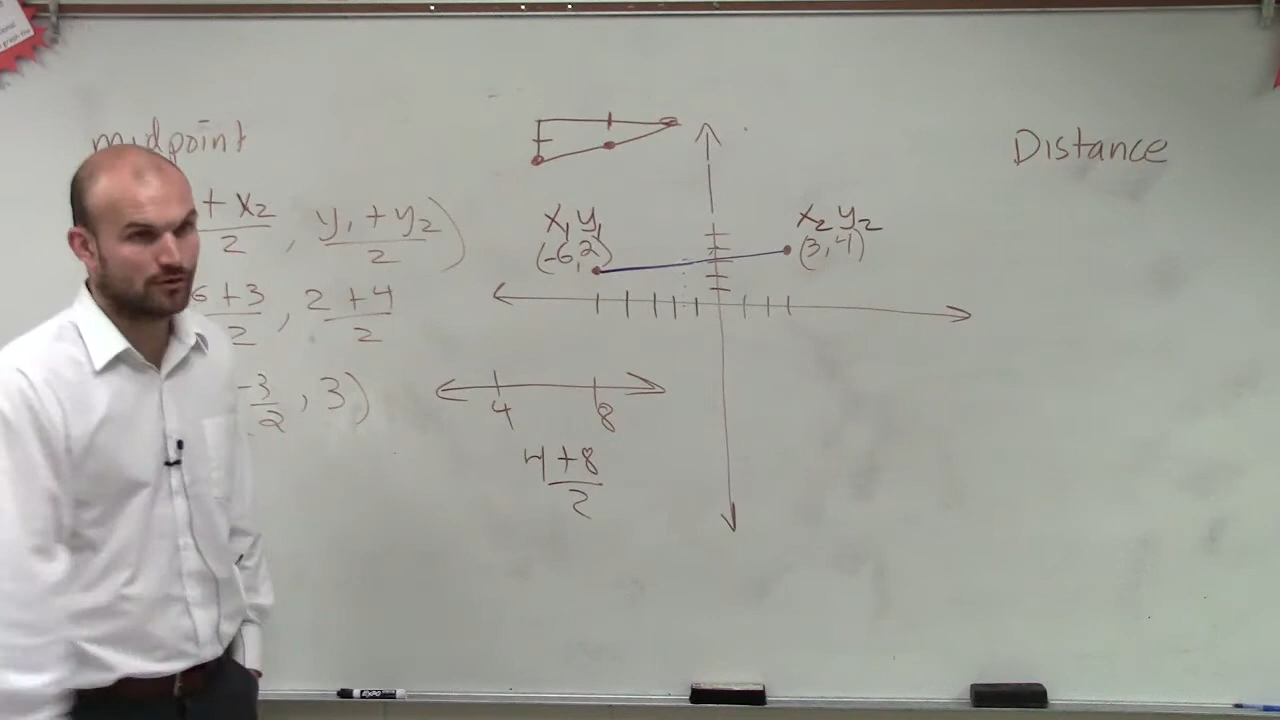 midpoint
Distance
+ x₂ / 2 , y₁ + y₂ / 2 )
x₁ y₁
(-6, 2)
x₂ y₂
(3, 4)
6 + 3 / 2 , 2 + 4 / 2
-3 / 2 , 3 )
4 8
4 + 8 / 2
EXPO